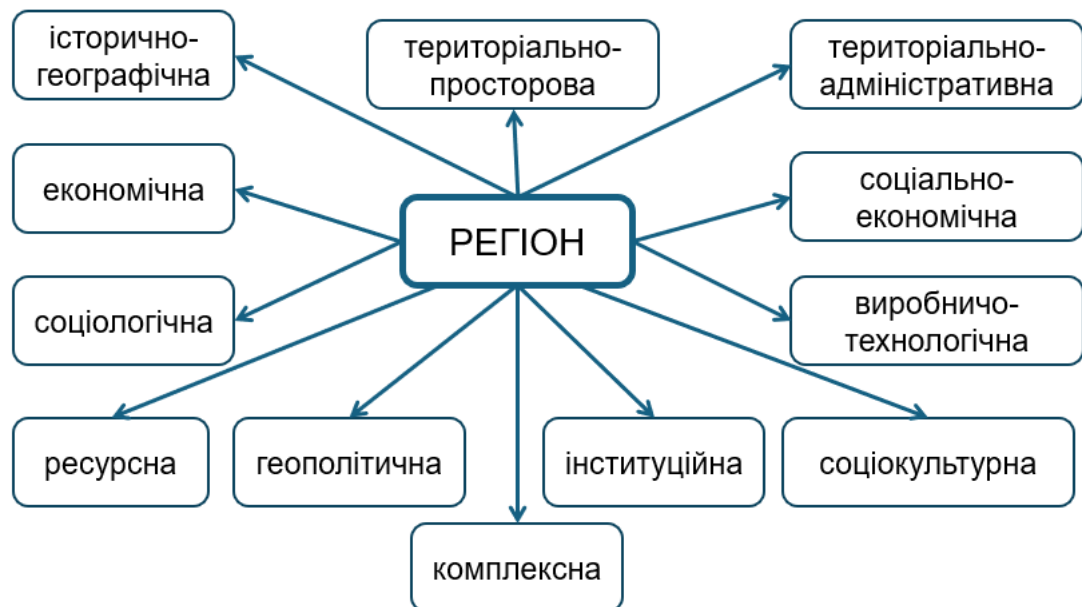 історично-
географічна
територіально-
просторова
територіально-
адміністративна
економічна
соціально-
економічна
РЕГІОН
соціологічна
виробничо-
технологічна
ресурсна
геополітична
інституційна
соціокультурна
комплексна